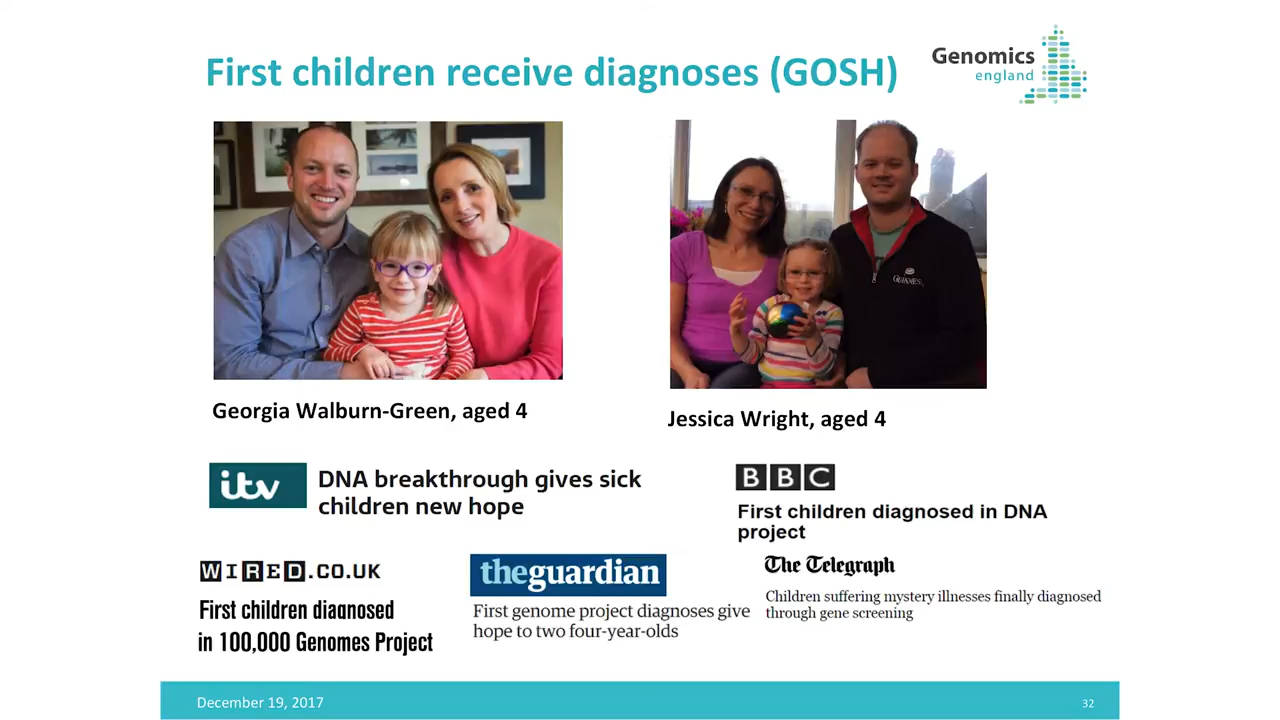 First children receive diagnoses (GOSH)
Genomics
england
GUINNESS
Georgia Walburn-Green, aged 4
Jessica Wright, aged 4
itv
DNA breakthrough gives sick
children new hope
BBC
First children diagnosed in DNA
project
WIRED.CO.UK
First children diagnosed
in 100,000 Genomes Project
theguardian
First genome project diagnoses give
hope to two four-year-olds
The Telegraph
Children suffering mystery illnesses finally diagnosed
through gene screening
December 19, 2017
32